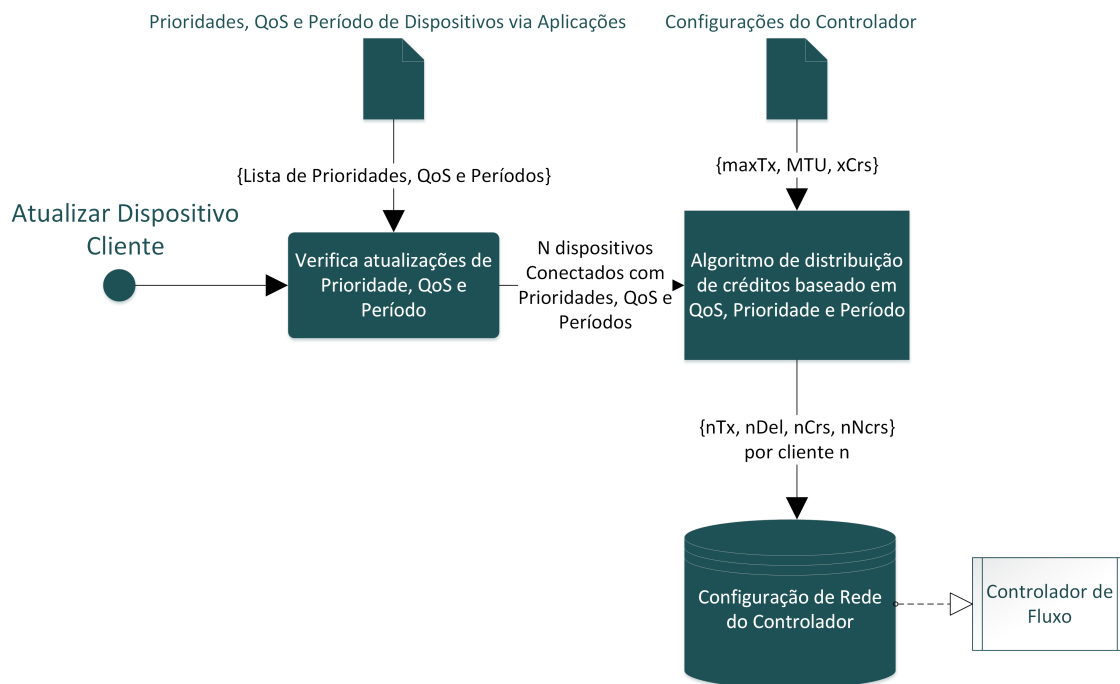 Prioridades, QoS e Período de Dispositivos via Aplicações
Configurações do Controlador
{Lista de Prioridades, QoS e Períodos}
{maxTx, MTU, xCrs}
Atualizar Dispositivo
Cliente
Verifica atualizações de
Prioridade, QoS e
Período
N dispositivos
Conectados com
Prioridades, QoS e
Períodos
Algoritmo de distribuição
de créditos baseado em
QoS, Prioridade e Período
{nTx, nDel, nCrs, nNcrs}
por cliente n
Configuração de Rede
do Controlador
Controlador de
Fluxo